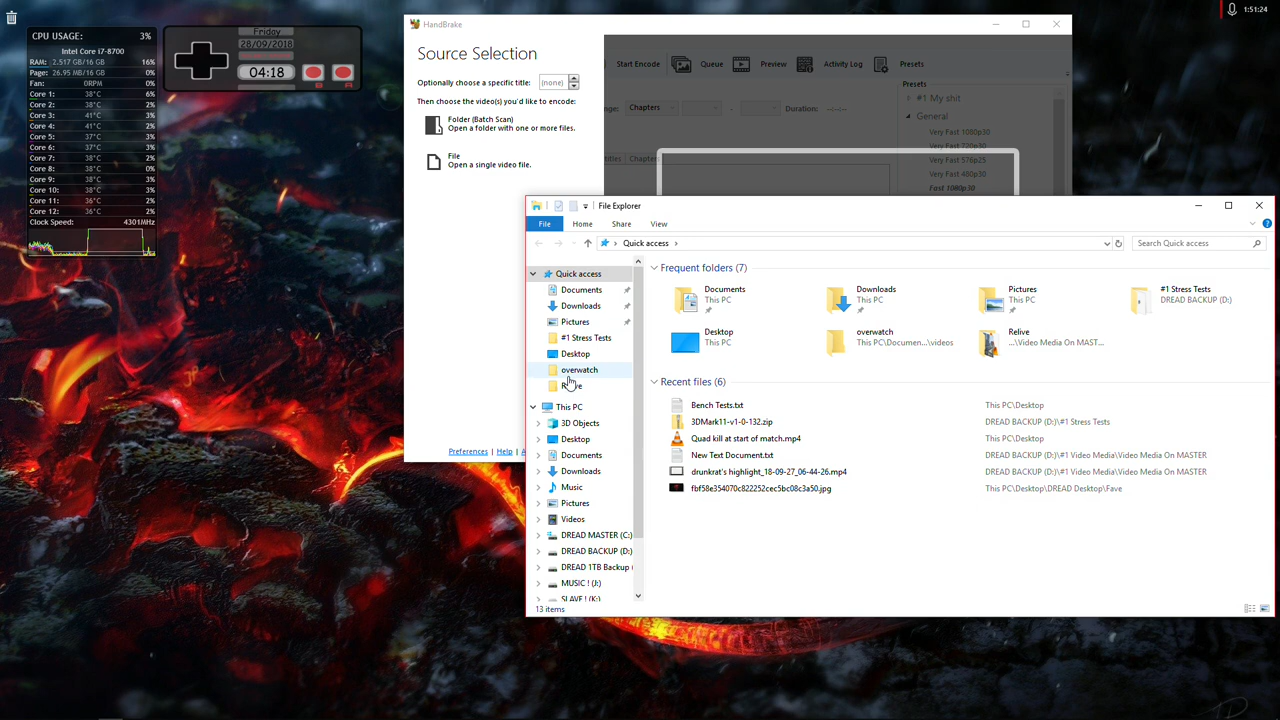 CPU USAGE: 3%
Intel Core i7-8700
RAM: 2.517 GB/16 GB 16%
Page: 26.95 MB/16 GB 0%
Fan: 0RPM 0%
Core 1: 38°C 6%
Core 2: 38°C 2%
Core 3: 41°C 3%
Core 4: 41°C 2%
Core 5: 37°C 3%
Core 6: 37°C 3%
Core 7: 38°C 2%
Core 8: 38°C 0%
Core 9: 38°C 3%
Core 10: 38°C 3%
Core 11: 36°C 2%
Core 12: 36°C 2%
Clock Speed: 4301MHz
Friday
28/09/2018
04:18
B A
1:51:24
HandBrake
Source Selection
Optionally choose a specific title: (none)
Then choose the video(s) you'd like to encode:
Folder (Batch Scan)
Open a folder with one or more files.
File
Open a single video file.
Preferences | Help |
Start Encode Queue Preview Activity Log Presets
Chapters - Duration: --:--:--
Chapters
Presets
#1 My shit
General
Very Fast 1080p30
Very Fast 720p30
Very Fast 576p25
Very Fast 480p30
Fast 1080p30
File Explorer
File Home Share View
Quick access
Search Quick access
Quick access
Documents
Downloads
Pictures
#1 Stress Tests
Desktop
overwatch
This PC
3D Objects
Desktop
Documents
Downloads
Music
Pictures
Videos
DREAD MASTER (C:)
DREAD BACKUP (D:)
DREAD 1TB Backup (
MUSIC ! (J:)
SLAVE ! (K:)
Frequent folders (7)
Documents
This PC
Downloads
This PC
Pictures
This PC
#1 Stress Tests
DREAD BACKUP (D:)
Desktop
This PC
overwatch
This PC\Documen...\videos
Relive
...\Video Media On MAST...
Recent files (6)
Bench Tests.txt This PC\Desktop
3DMark11-v1-0-132.zip DREAD BACKUP (D:)\#1 Stress Tests
Quad kill at start of match.mp4 This PC\Desktop
New Text Document.txt DREAD BACKUP (D:)\#1 Video Media\Video Media On MASTER
drunkrat's highlight_18-09-27_06-44-26.mp4 DREAD BACKUP (D:)\#1 Video Media\Video Media On MASTER
fbf58e354070c822252cec5bc08c3a50.jpg This PC\Desktop\DREAD Desktop\Fave
13 items